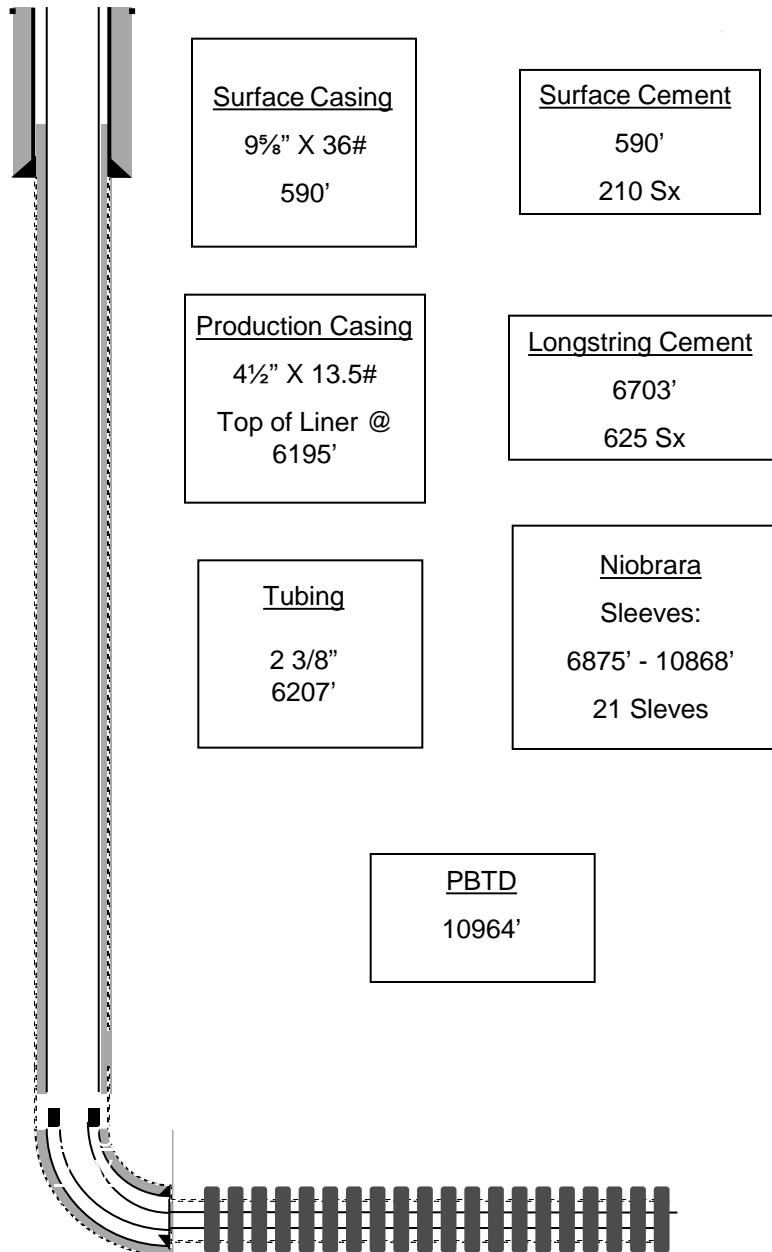 Surface Casing
9⅝” X 36#
590’
Surface Cement
590’
210 Sx
Production Casing
4½” X 13.5#
Top of Liner @
6195’
Longstring Cement
6703’
625 Sx
Tubing
2 3/8”
6207’
Niobrara
Sleeves:
6875’ - 10868’
21 Sleves
PBTD
10964’